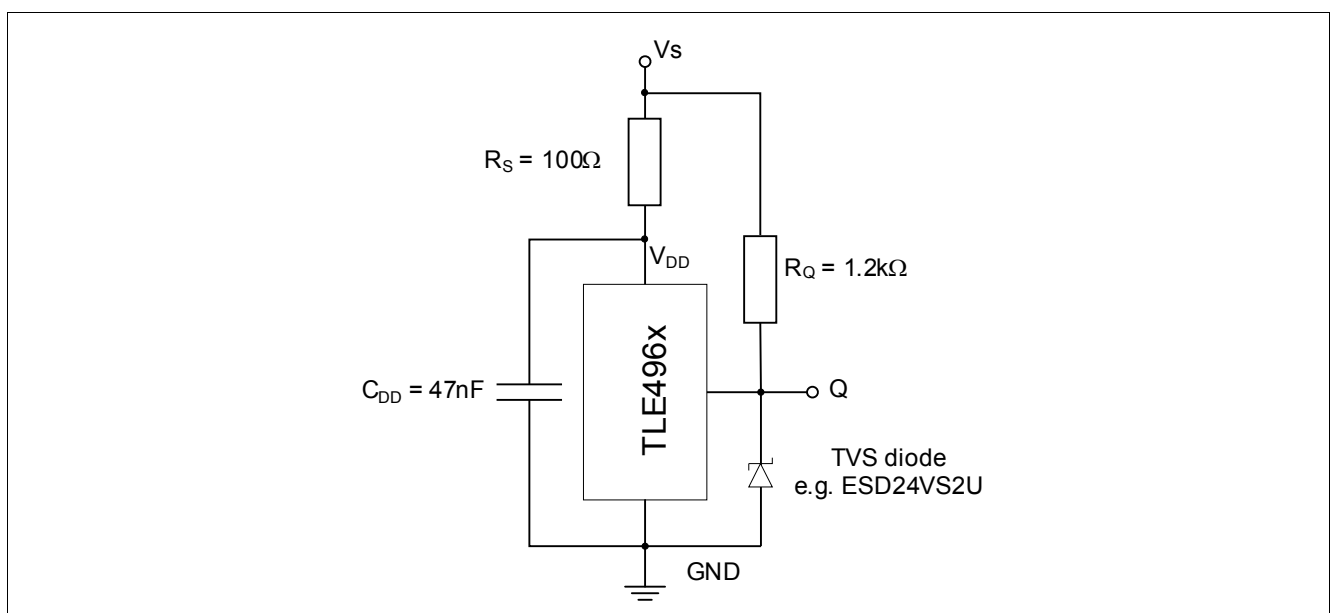 Vs
R_S = 100Ω
V_DD
R_Q = 1.2kΩ
TLE496x
C_DD = 47nF
Q
TVS diode
e.g. ESD24VS2U
GND